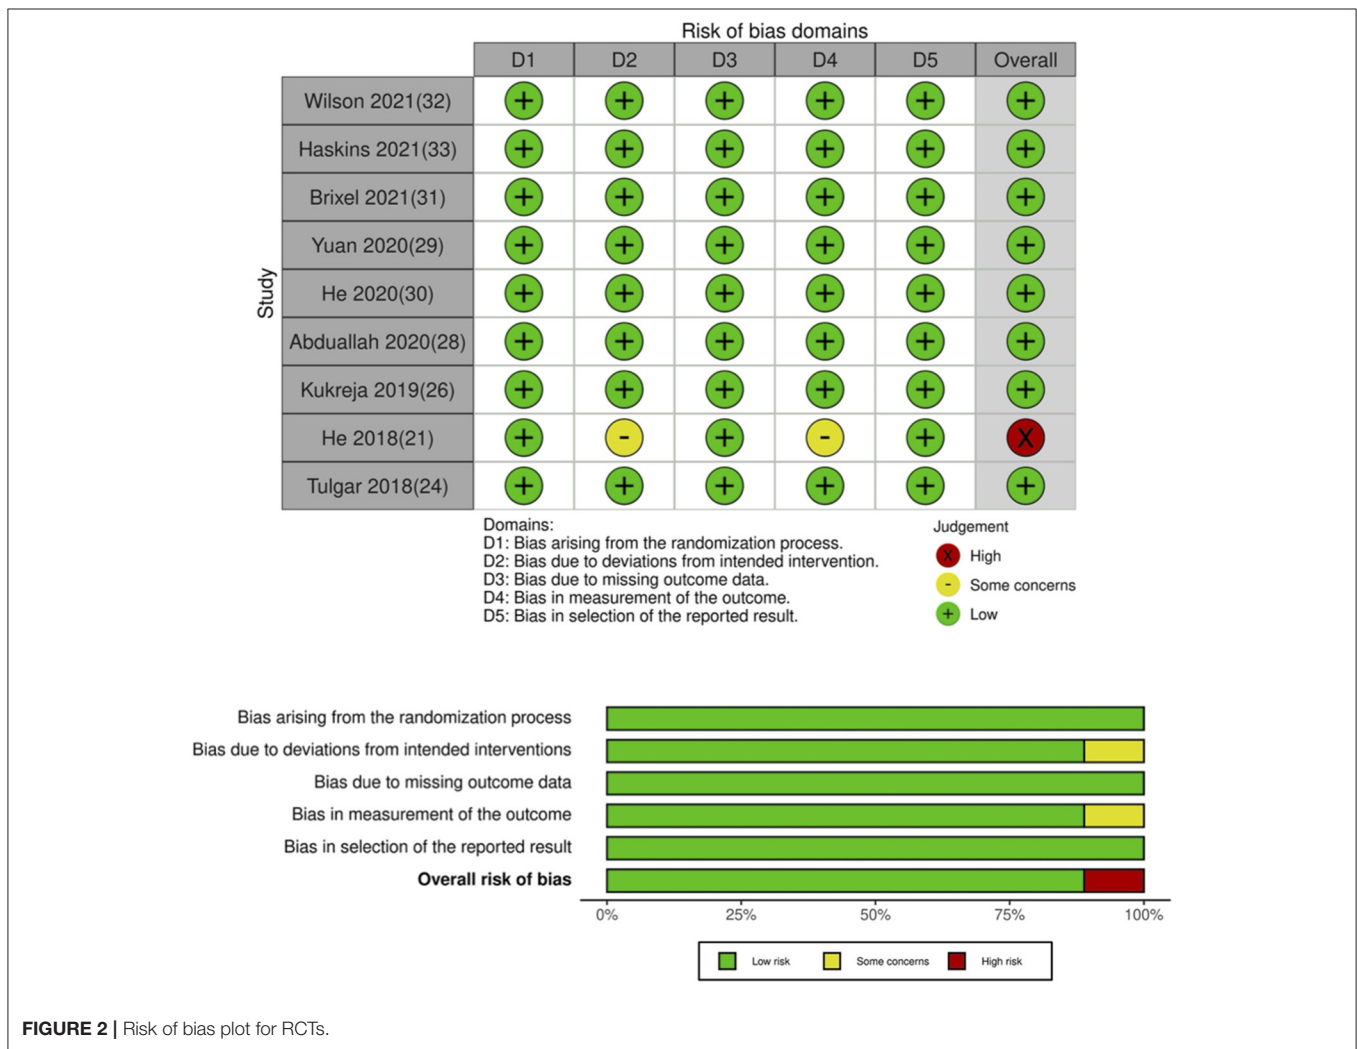 Risk of bias domains
D1 D2 D3 D4 D5 Overall
Study
Wilson 2021(32) + + + + + +
Haskins 2021(33) + + + + + +
Brixel 2021(31) + + + + + +
Yuan 2020(29) + + + + + +
He 2020(30) + + + + + +
Abduallah 2020(28) + + + + + +
Kukreja 2019(26) + + + + + +
He 2018(21) + - + - + X
Tulgar 2018(24) + + + + + +
Domains:
D1: Bias arising from the randomization process.
D2: Bias due to deviations from intended intervention.
D3: Bias due to missing outcome data.
D4: Bias in measurement of the outcome.
D5: Bias in selection of the reported result.
Judgement
X High
- Some concerns
+ Low
Bias arising from the randomization process
Bias due to deviations from intended interventions
Bias due to missing outcome data
Bias in measurement of the outcome
Bias in selection of the reported result
Overall risk of bias
0% 25% 50% 75% 100%
Low risk Some concerns High risk
FIGURE 2 | Risk of bias plot for RCTs.